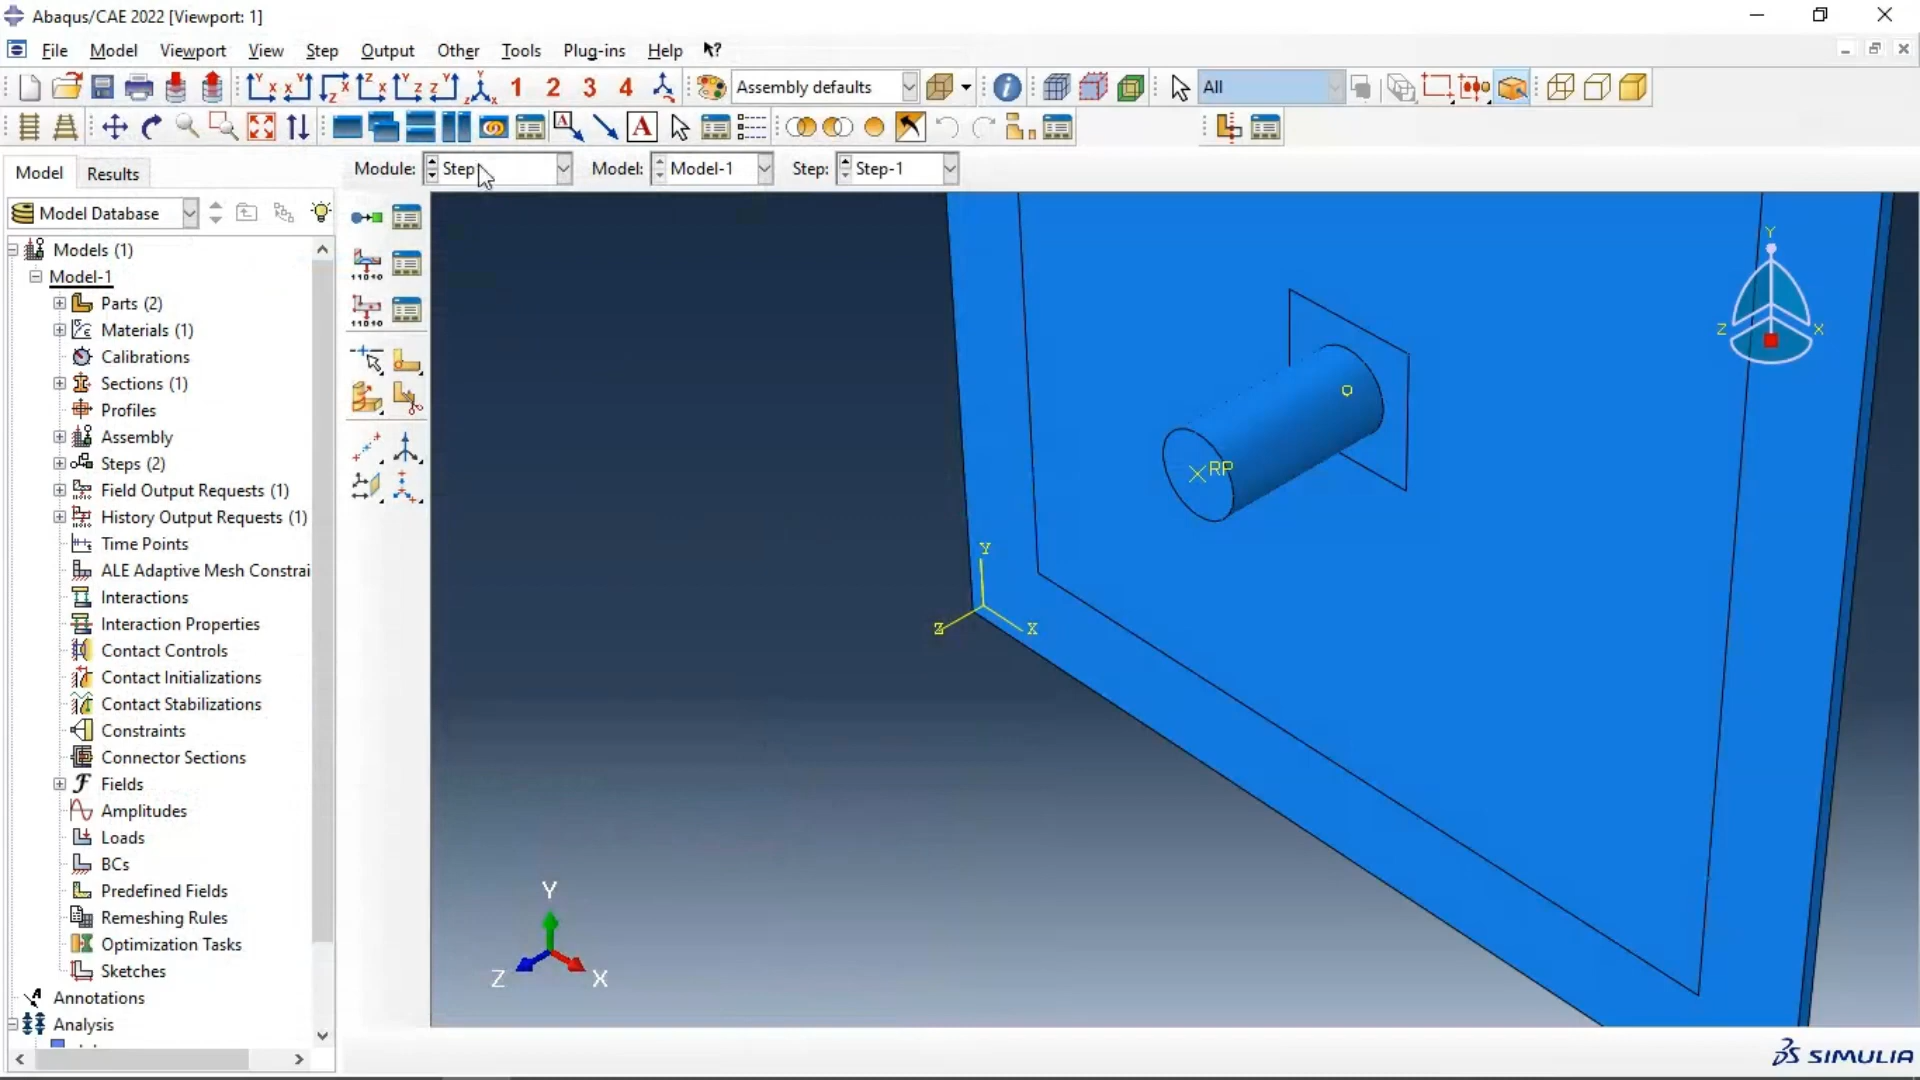 Abaqus/CAE 2022 [Viewport: 1]
File Model Viewport View Step Output Other Tools Plug-ins Help
1 2 3 4 Assembly defaults All
Module: Step Model: Model-1 Step: Step-1
Model Results
Model Database
Models (1)
Model-1
Parts (2)
Materials (1)
Calibrations
Sections (1)
Profiles
Assembly
Steps (2)
Field Output Requests (1)
History Output Requests (1)
Time Points
ALE Adaptive Mesh Constrai
Interactions
Interaction Properties
Contact Controls
Contact Initializations
Contact Stabilizations
Constraints
Connector Sections
Fields
Amplitudes
Loads
BCs
Predefined Fields
Remeshing Rules
Optimization Tasks
Sketches
Annotations
Analysis
Y
Z X
RP
Y
Z X
Y
Z X
SIMULIA